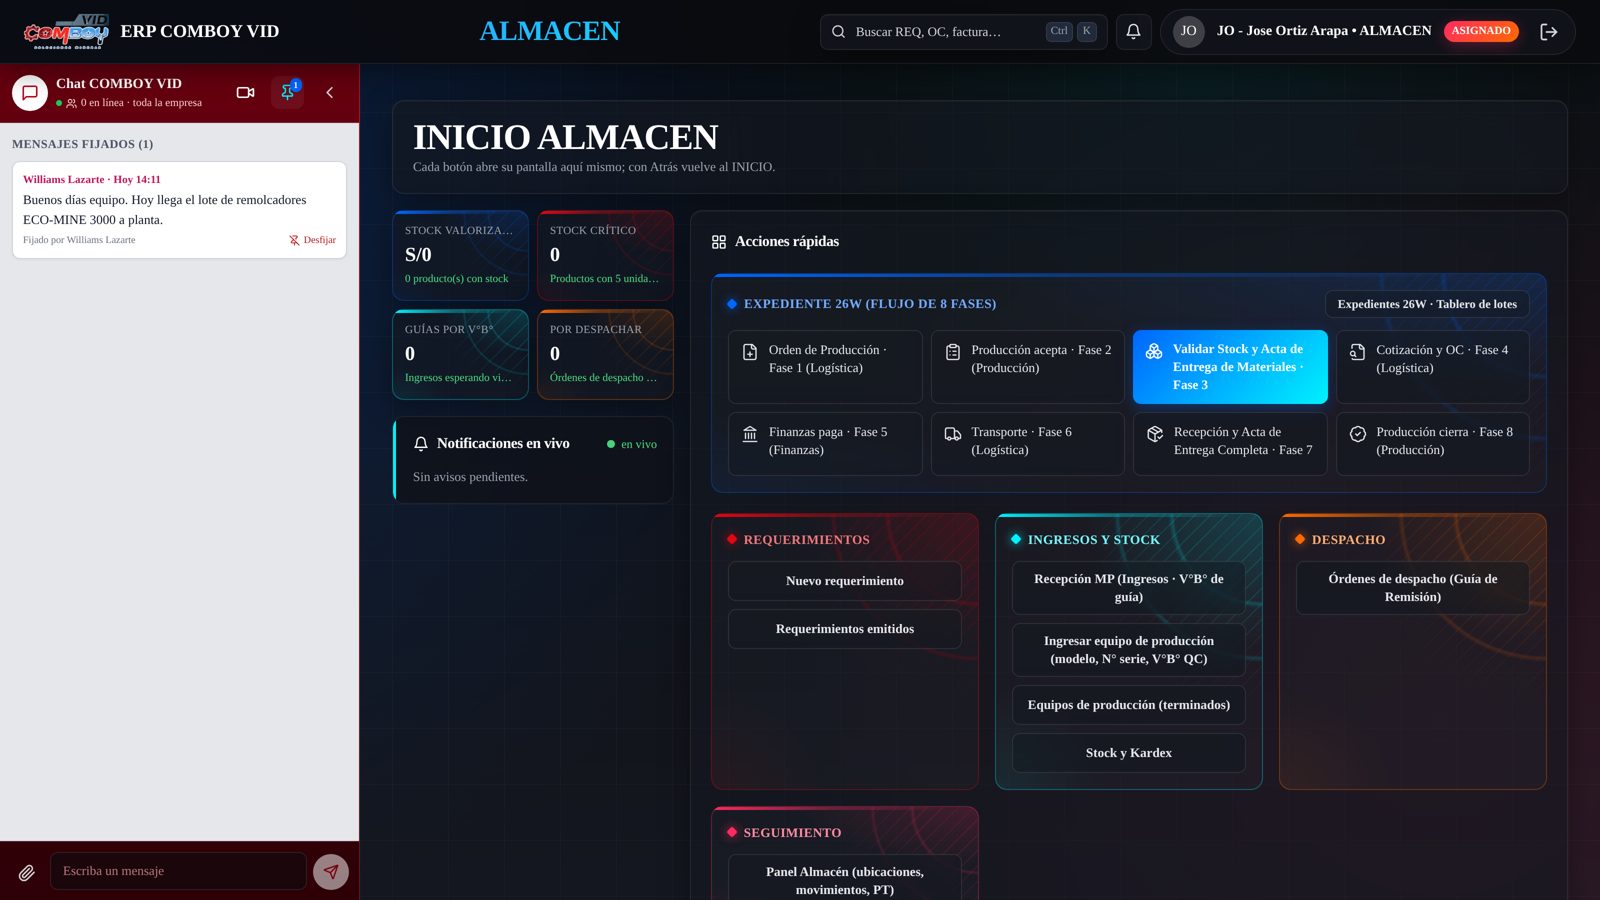 VID
COMBOY
ERP COMBOY VID
ALMACEN
Buscar REQ, OC, factura…
Ctrl
K
JO
JO - Jose Ortiz Arapa • ALMACEN
ASIGNADO
Chat COMBOY VID
0 en línea · toda la empresa
1
MENSAJES FIJADOS (1)
Williams Lazarte · Hoy 14:11
Buenos días equipo. Hoy llega el lote de remolcadores
ECO-MINE 3000 a planta.
Fijado por Williams Lazarte
Desfijar
Escriba un mensaje
INICIO ALMACEN
Cada botón abre su pantalla aquí mismo; con Atrás vuelve al INICIO.
STOCK VALORIZA…
S/0
0 producto(s) con stock
STOCK CRÍTICO
0
Productos con 5 unida…
GUÍAS POR V°B°
0
Ingresos esperando vi…
POR DESPACHAR
0
Órdenes de despacho …
Notificaciones en vivo
en vivo
Sin avisos pendientes.
Acciones rápidas
EXPEDIENTE 26W (FLUJO DE 8 FASES)
Expedientes 26W · Tablero de lotes
Orden de Producción ·
Fase 1 (Logística)
Producción acepta · Fase 2
(Producción)
Validar Stock y Acta de
Entrega de Materiales ·
Fase 3
Cotización y OC · Fase 4
(Logística)
Finanzas paga · Fase 5
(Finanzas)
Transporte · Fase 6
(Logística)
Recepción y Acta de
Entrega Completa · Fase 7
Producción cierra · Fase 8
(Producción)
REQUERIMIENTOS
Nuevo requerimiento
Requerimientos emitidos
INGRESOS Y STOCK
Recepción MP (Ingresos · V°B° de
guía)
Ingresar equipo de producción
(modelo, N° serie, V°B° QC)
Equipos de producción (terminados)
Stock y Kardex
DESPACHO
Órdenes de despacho (Guía de
Remisión)
SEGUIMIENTO
Panel Almacén (ubicaciones,
movimientos, PT)